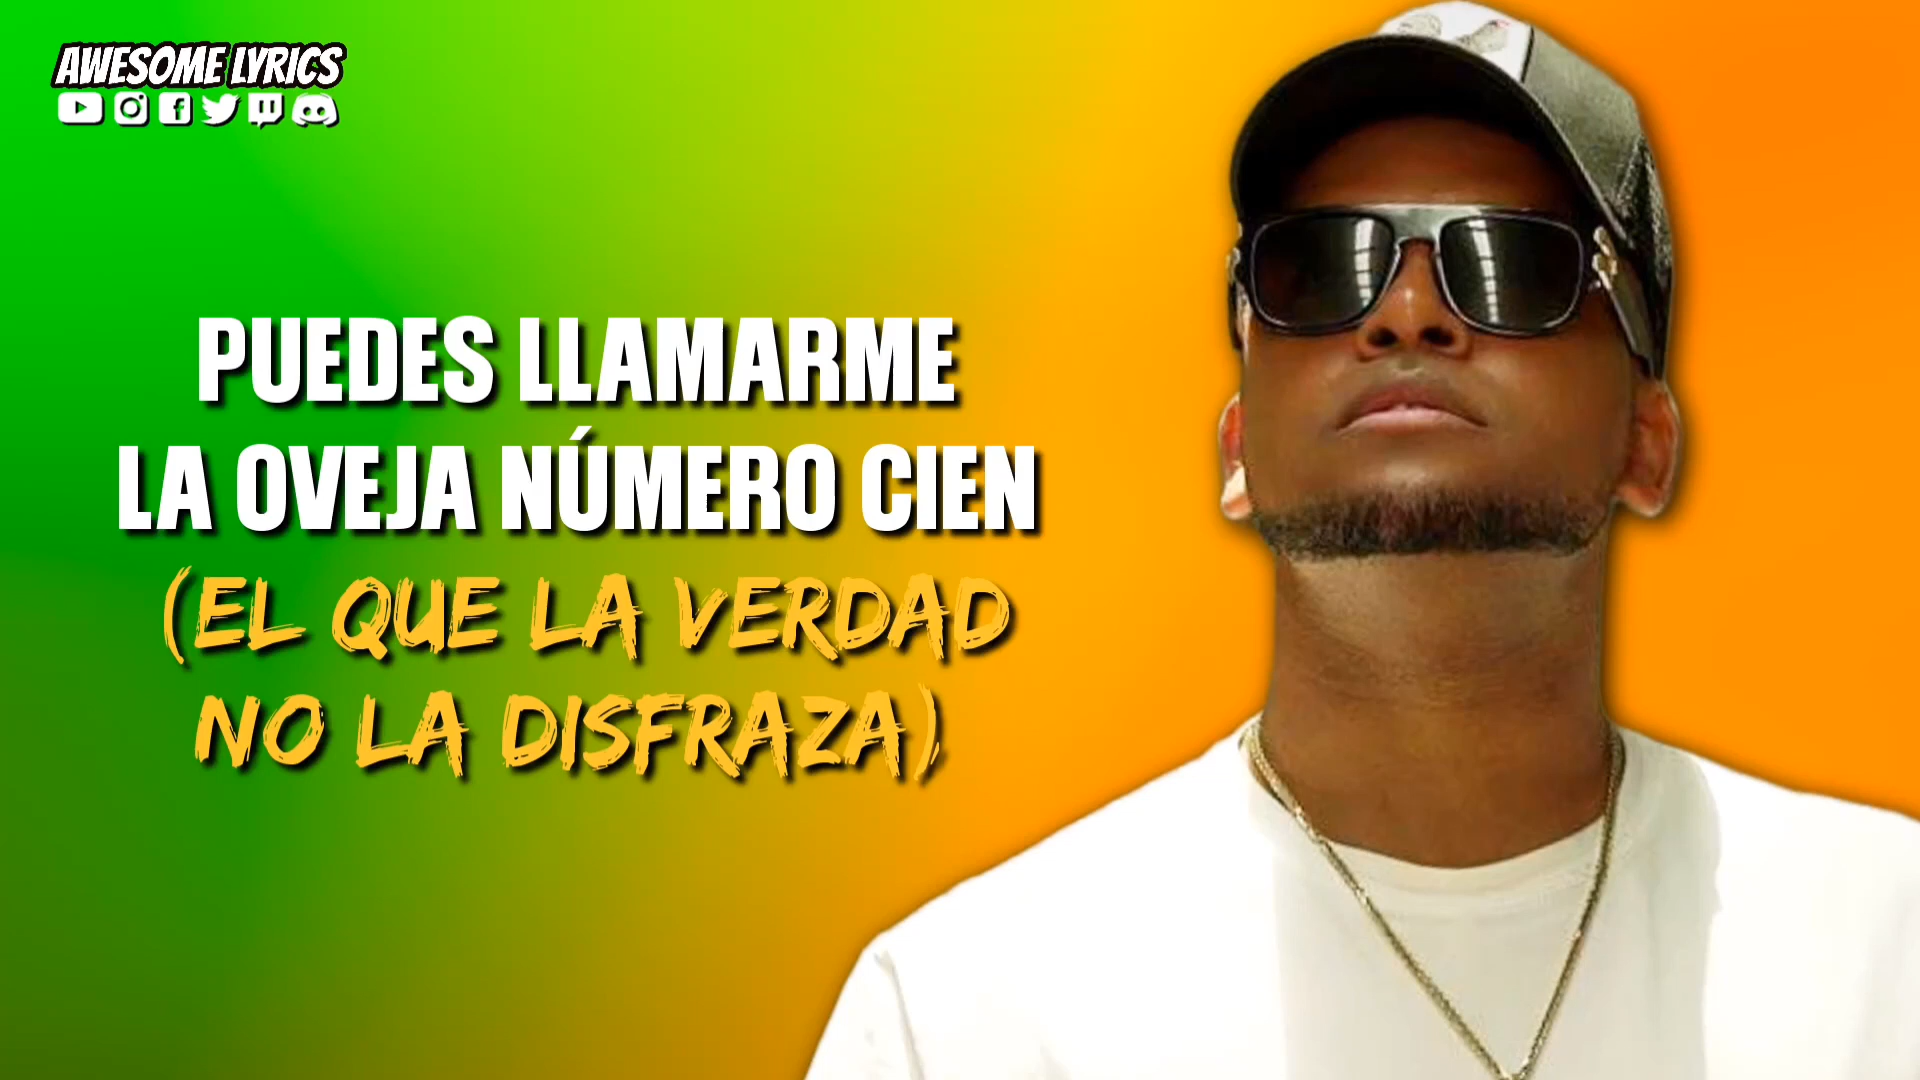 AWESOME LYRICS
PUEDES LLAMARME
LA OVEJA NÚMERO CIEN
(EL QUE LA VERDAD
NO LA DISFRAZA)